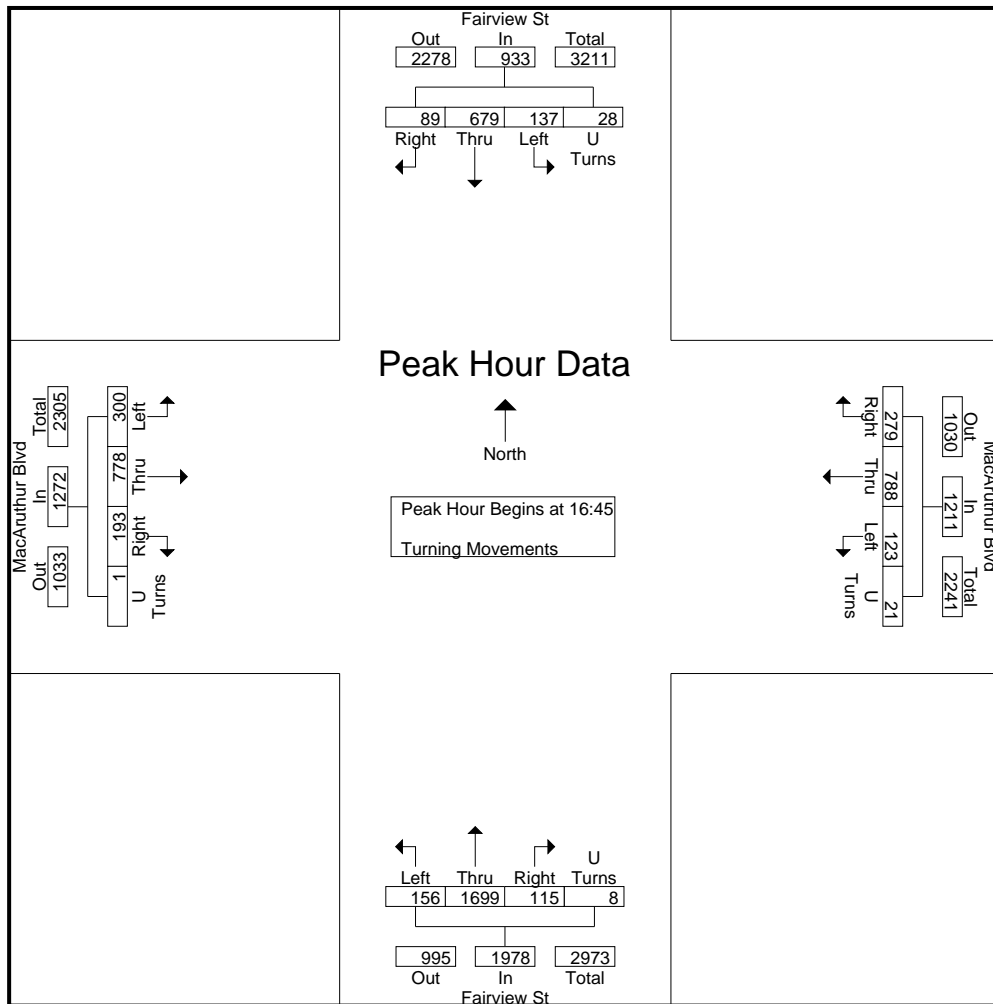 Fairview St
Out In Total
2278 933 3211
89 679 137 28
Right Thru Left U
Turns
Peak Hour Data
North
Peak Hour Begins at 16:45
Turning Movements
MacAruthur Blvd
Out In Total
1033 1272 2305
1 193 778 300
U Turns Right Thru Left
MacAruthur Blvd
Out In Total
1030 1211 2241
279 788 123 21
Right Thru Left U Turns
U
Left Thru Right Turns
156 1699 115 8
995 1978 2973
Out In Total
Fairview St